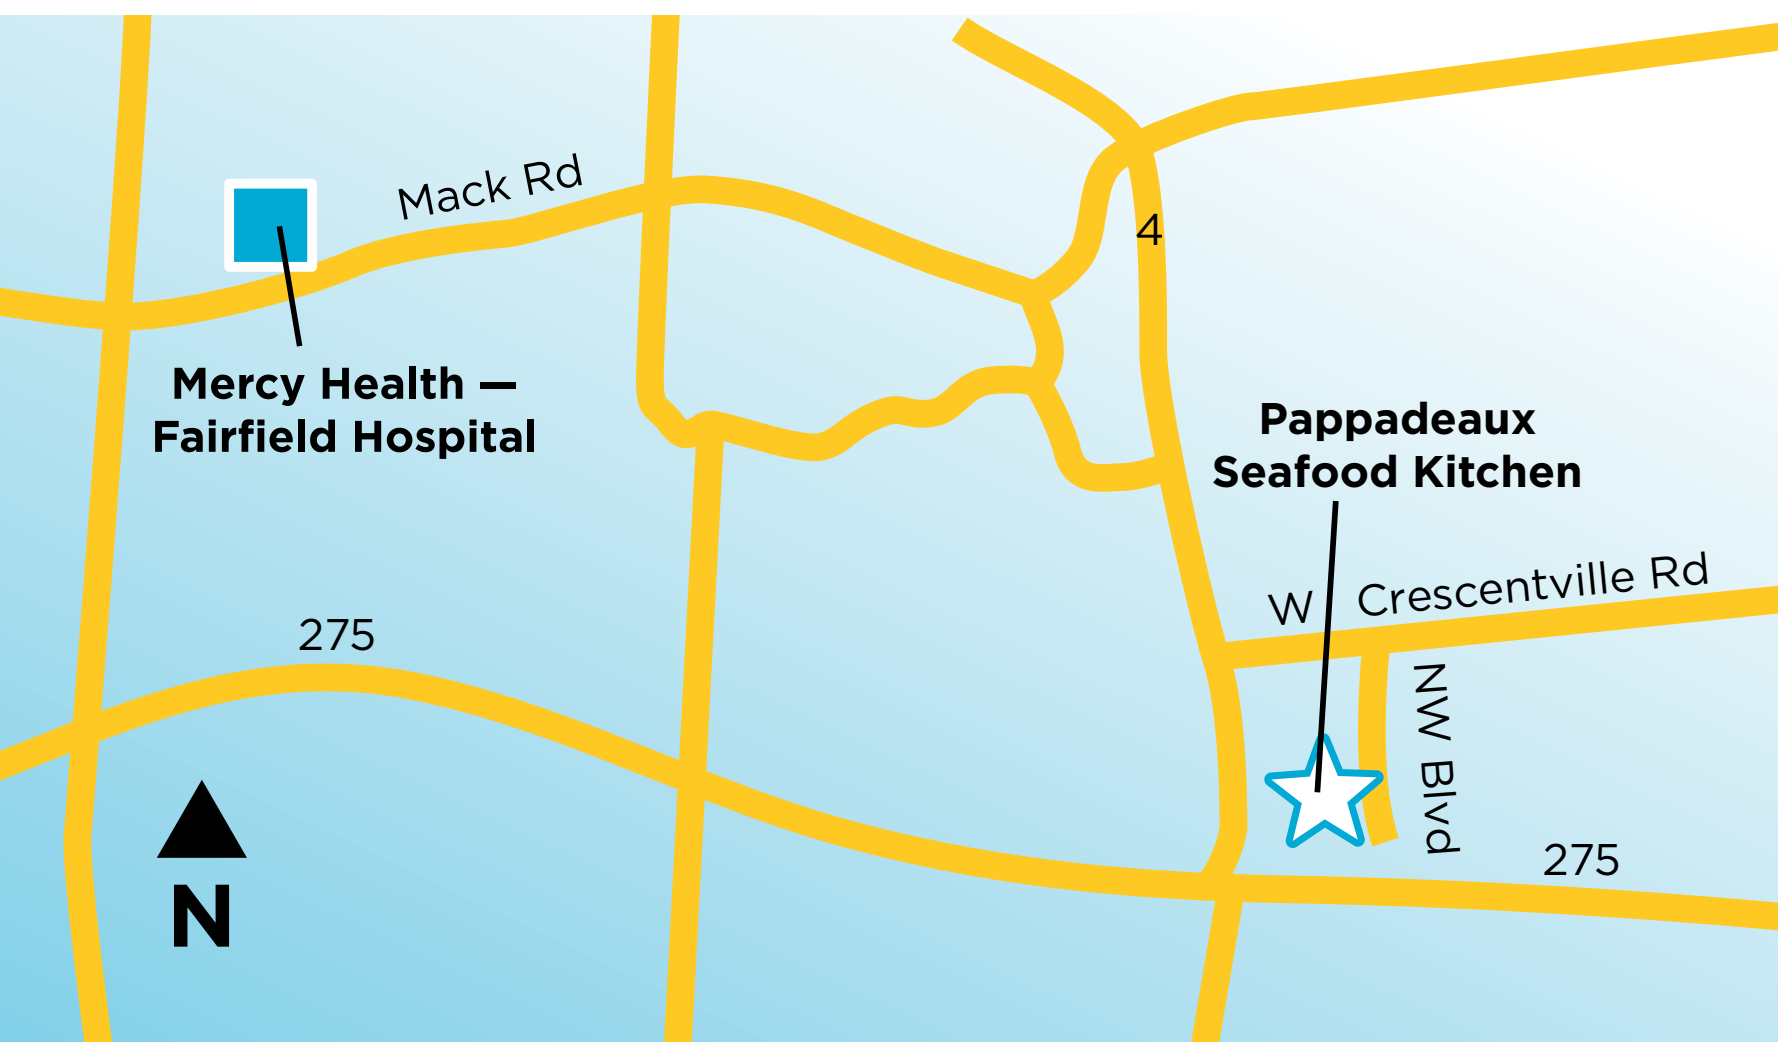 Mack Rd
4
Mercy Health —
Fairfield Hospital
Pappadeaux
Seafood Kitchen
W Crescentville Rd
275
NW Blvd
275
N